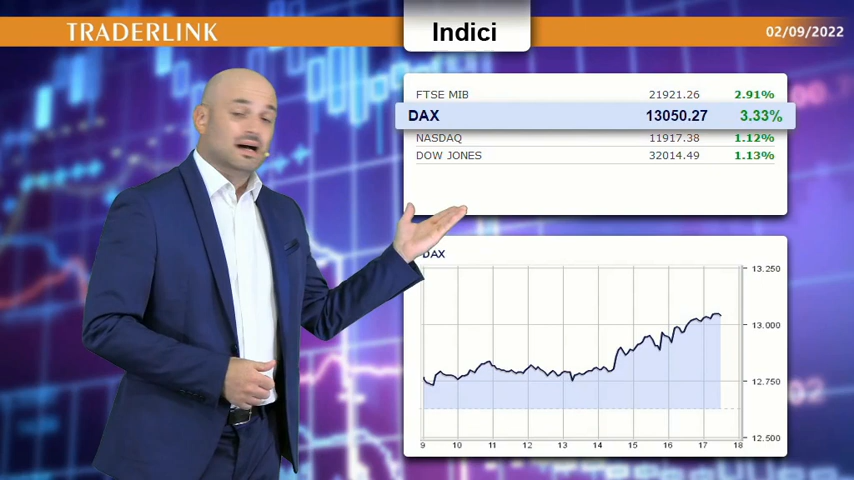 TRADERLINK
Indici
02/09/2022
FTSE MIB 21921.26 2.91%
DAX 13050.27 3.33%
NASDAQ 11917.38 1.12%
DOW JONES 32014.49 1.13%
DAX
13.250
13.000
12.750
12.500
9 10 11 12 13 14 15 16 17 18